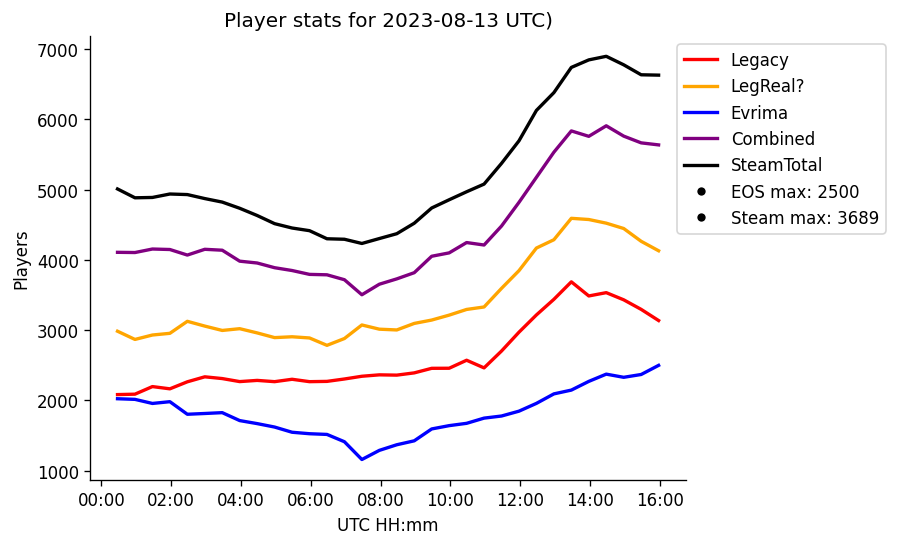 Player stats for 2023-08-13 UTC)
7000
6000
5000
4000
3000
2000
1000
Players
00:00 02:00 04:00 06:00 08:00 10:00 12:00 14:00 16:00
UTC HH:mm
Legacy
LegReal?
Evrima
Combined
SteamTotal
EOS max: 2500
Steam max: 3689